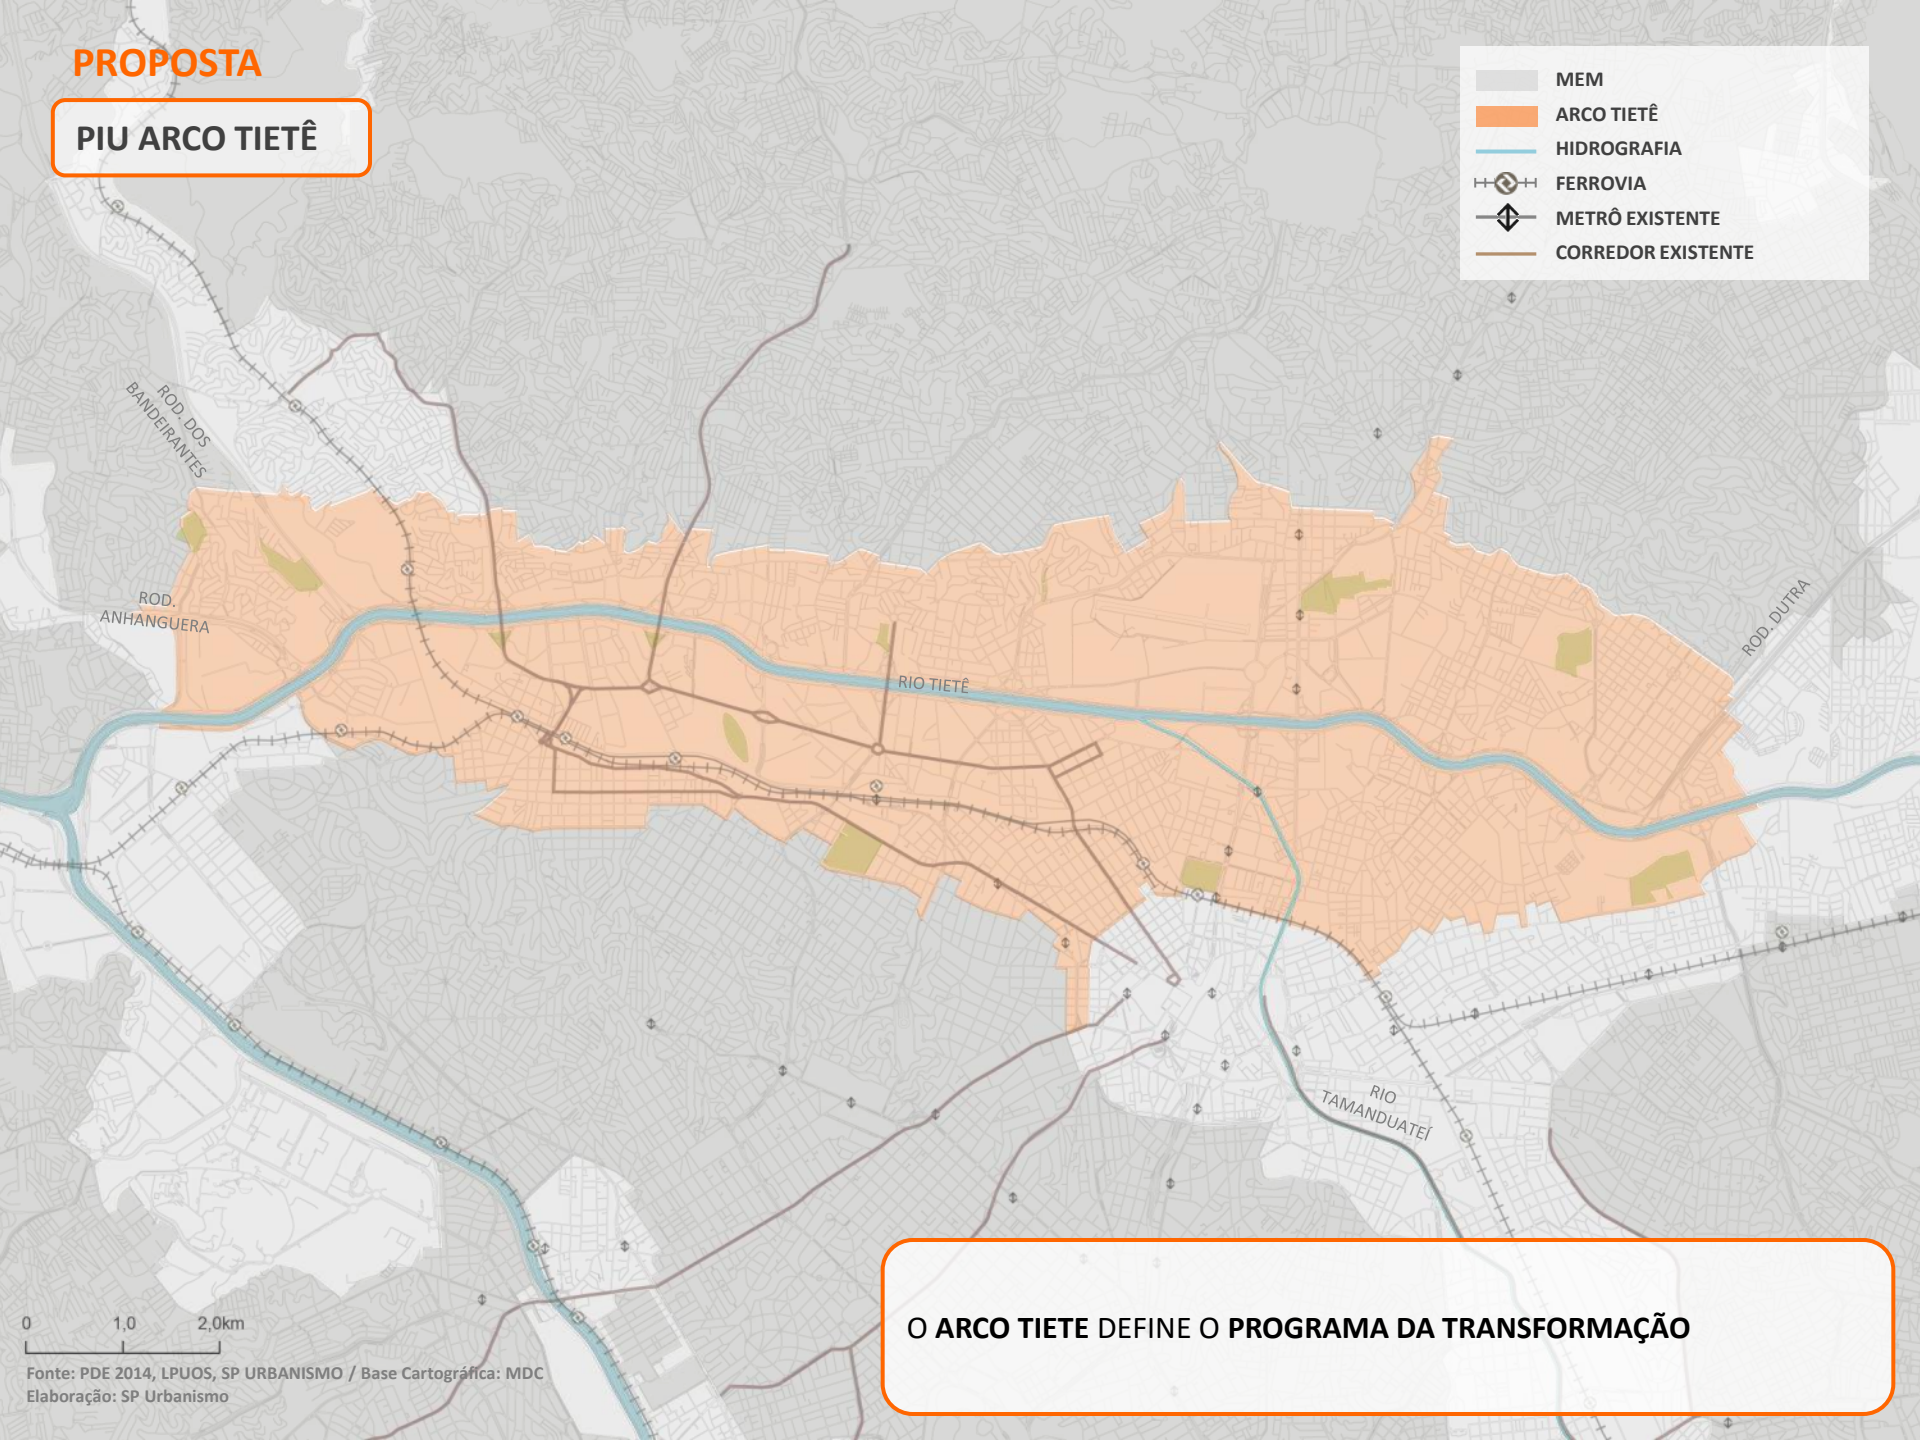 PROPOSTA
PIU ARCO TIETÊ
MEM
ARCO TIETÊ
HIDROGRAFIA
FERROVIA
METRÔ EXISTENTE
CORREDOR EXISTENTE
ROD. DOS
BANDEIRANTES
ROD.
ANHANGUERA
RIO TIETÊ
ROD. DUTRA
RIO
TAMANDUATEÍ
O ARCO TIETE DEFINE O PROGRAMA DA TRANSFORMAÇÃO
0 1,0 2,0km
Fonte: PDE 2014, LPUOS, SP URBANISMO / Base Cartográfica: MDC
Elaboração: SP Urbanismo